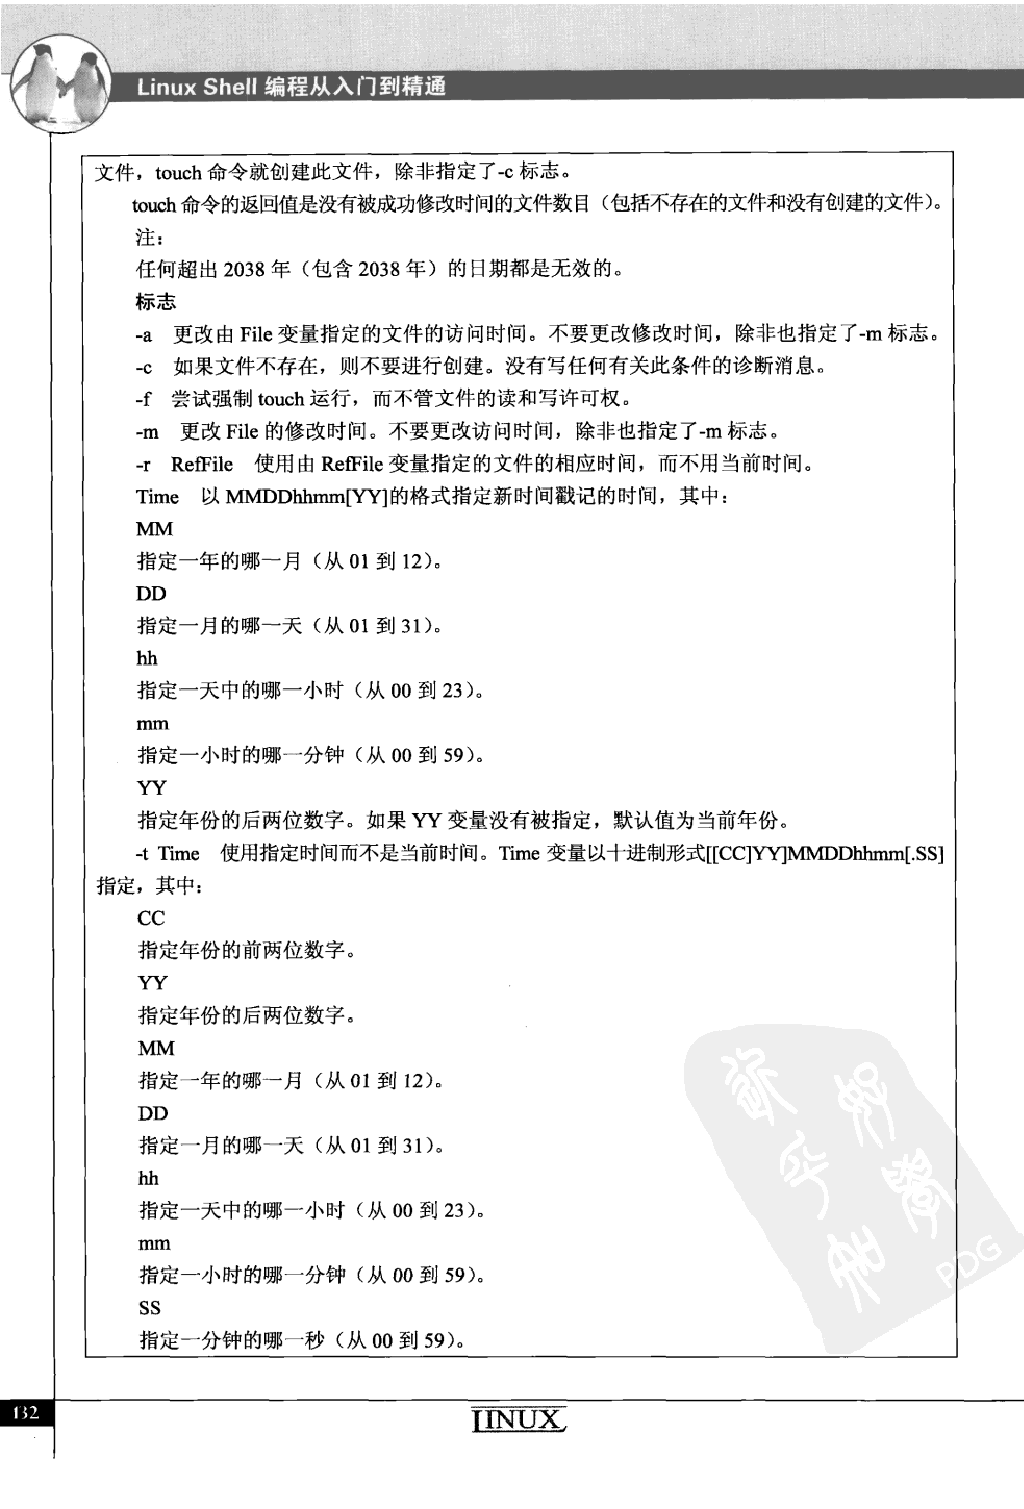 Linux Shell 编程从入门到精通
文件，touch 命令就创建此文件，除非指定了-c 标志。
touch 命令的返回值是没有被成功修改时间的文件数目（包括不存在的文件和没有创建的文件）。
注：
任何超出 2038 年（包含 2038 年）的日期都是无效的。
标志
-a 更改由 File 变量指定的文件的访问时间。不要更改修改时间，除非也指定了-m 标志。
-c 如果文件不存在，则不要进行创建。没有写任何有关此条件的诊断消息。
-f 尝试强制 touch 运行，而不管文件的读和写许可权。
-m 更改 File 的修改时间。不要更改访问时间，除非也指定了-m 标志。
-r RefFile 使用由 RefFile 变量指定的文件的相应时间，而不用当前时间。
Time 以 MMDDhhmm[YY]的格式指定新时间戳记的时间，其中：
MM
指定一年的哪一月（从 01 到 12）。
DD
指定一月的哪一天（从 01 到 31）。
hh
指定一天中的哪一小时（从 00 到 23）。
mm
指定一小时的哪一分钟（从 00 到 59）。
YY
指定年份的后两位数字。如果 YY 变量没有被指定，默认值为当前年份。
-t Time 使用指定时间而不是当前时间。Time 变量以十进制形式[[CC]YY]MMDDhhmm[.SS]
指定，其中：
CC
指定年份的前两位数字。
YY
指定年份的后两位数字。
MM
指定一年的哪一月（从 01 到 12）。
DD
指定一月的哪一天（从 01 到 31）。
hh
指定一天中的哪一小时（从 00 到 23）。
mm
指定一小时的哪一分钟（从 00 到 59）。
SS
指定一分钟的哪一秒（从 00 到 59）。
PDG
132
LINUX